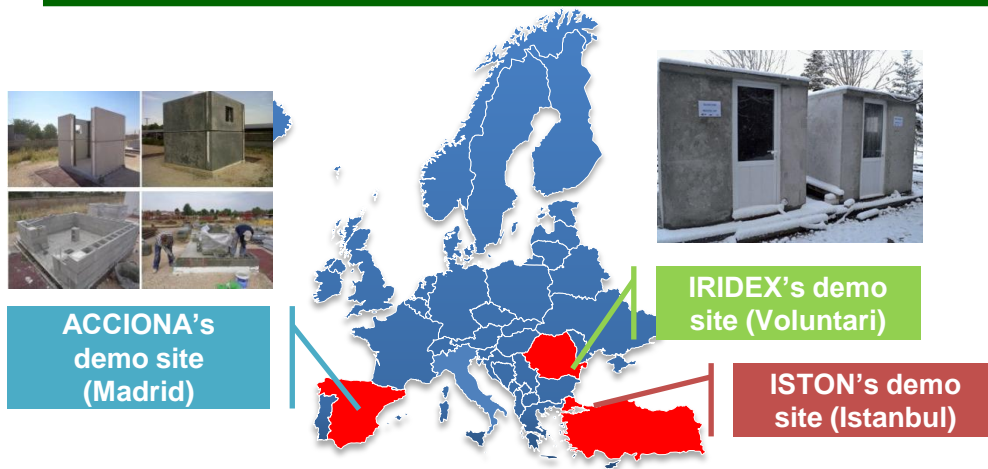 ACCIONA's
demo site
(Madrid)
IRIDEX's demo
site (Voluntari)
ISTON's demo
site (Istanbul)